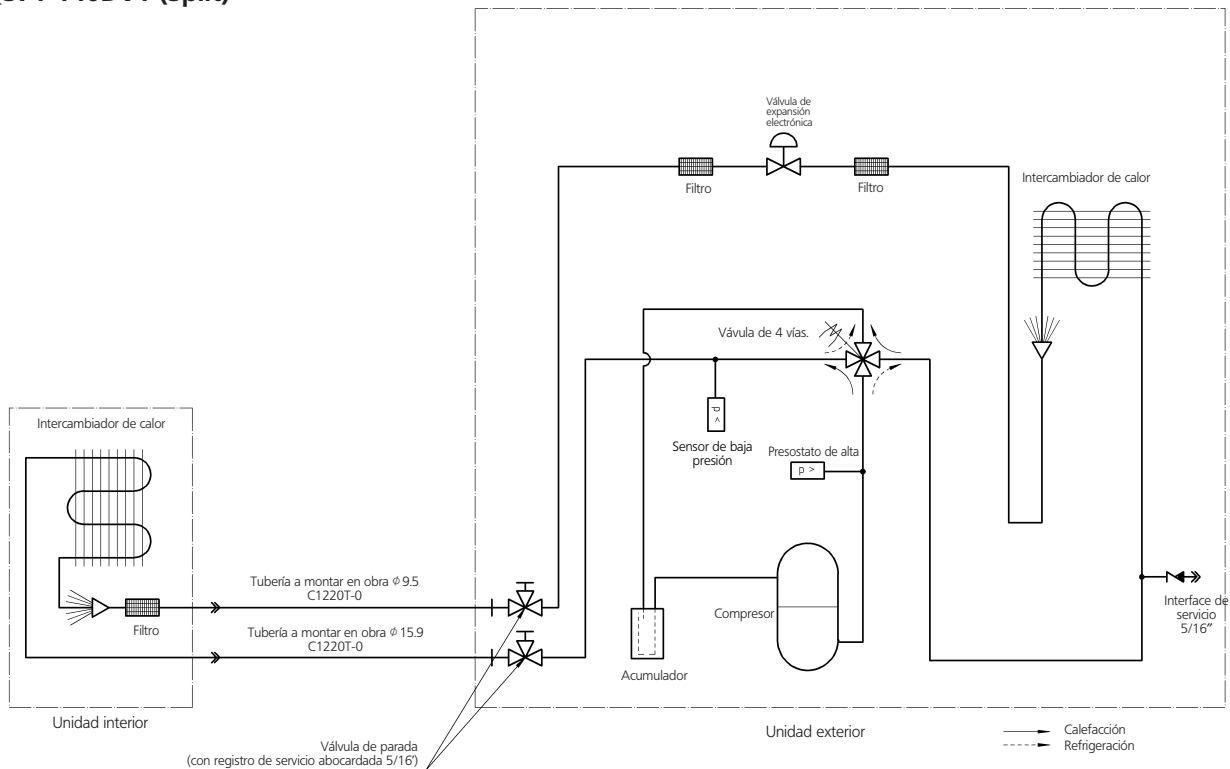 (Split)
Válvula de
expansión
electrónica
Filtro
Filtro
Intercambiador de calor
Vávula de 4 vías.
p <
Sensor de baja
presión
Presostato de alta
p >
Intercambiador de calor
Tubería a montar en obra ϕ 9.5
C1220T-0
Filtro
Tubería a montar en obra ϕ 15.9
C1220T-0
Compresor
Acumulador
Interface de
servicio
5/16"
Unidad interior
Unidad exterior
Válvula de parada
(con registro de servicio abocardada 5/16')
Calefacción
Refrigeración